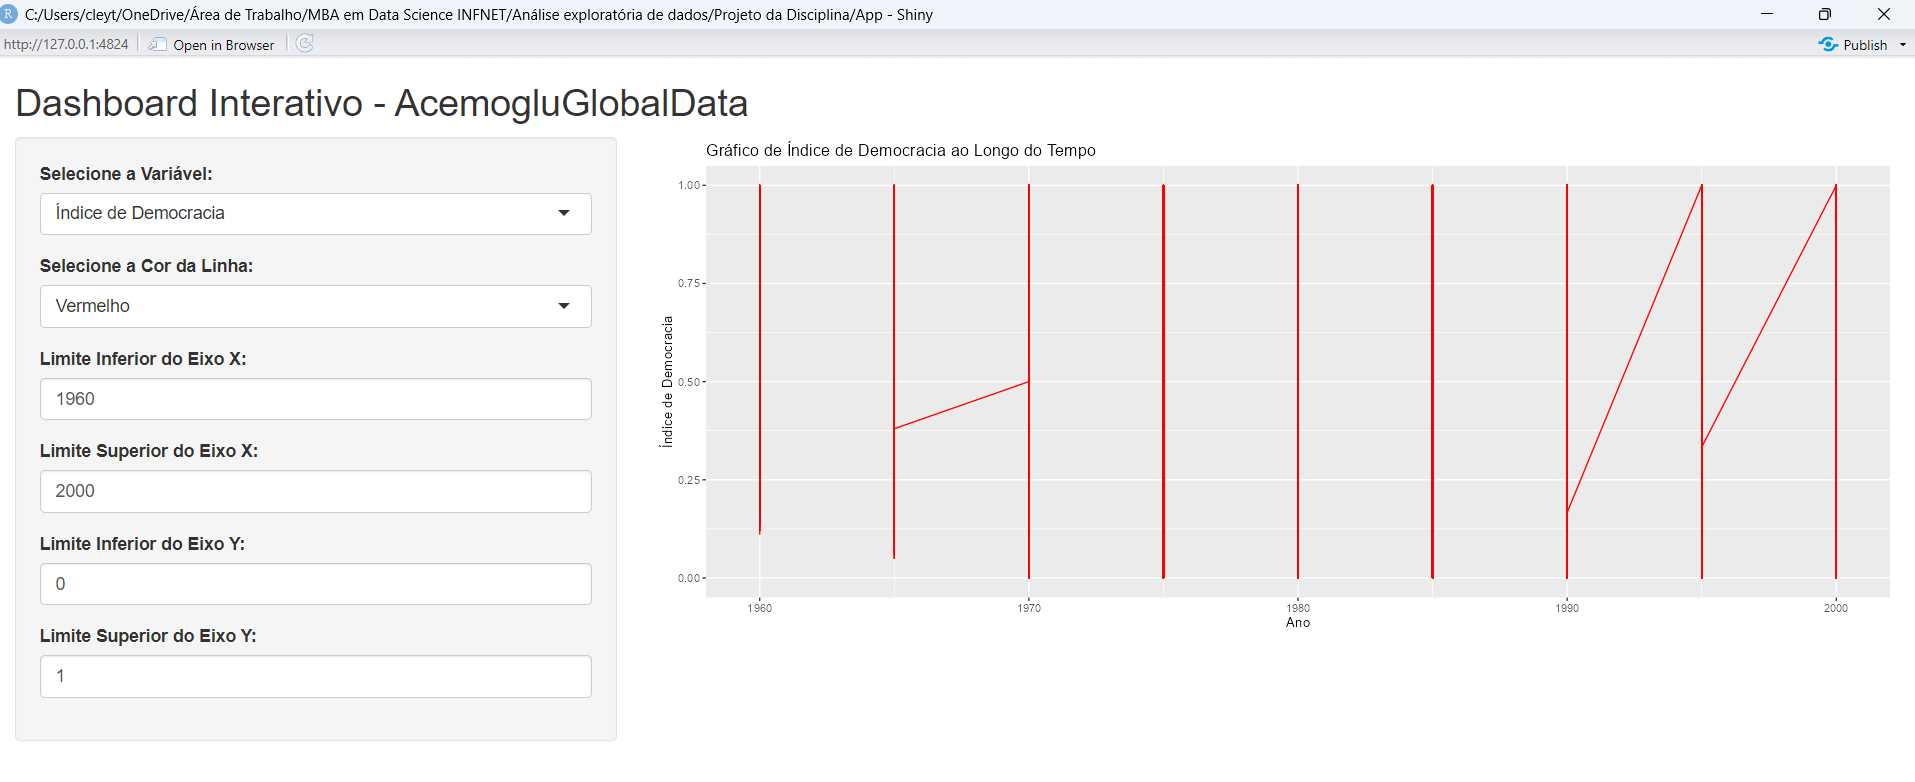 R C:/Users/cleyt/OneDrive/Área de Trabalho/MBA em Data Science INFNET/Análise exploratória de dados/Projeto da Disciplina/App - Shiny
http://127.0.0.1:4824 Open in Browser Publish
Dashboard Interativo - AcemogluGlobalData
Selecione a Variável:
Índice de Democracia
Selecione a Cor da Linha:
Vermelho
Limite Inferior do Eixo X:
1960
Limite Superior do Eixo X:
2000
Limite Inferior do Eixo Y:
0
Limite Superior do Eixo Y:
1
Gráfico de Índice de Democracia ao Longo do Tempo
Índice de Democracia
1.00
0.75
0.50
0.25
0.00
1960 1970 1980 1990 2000
Ano